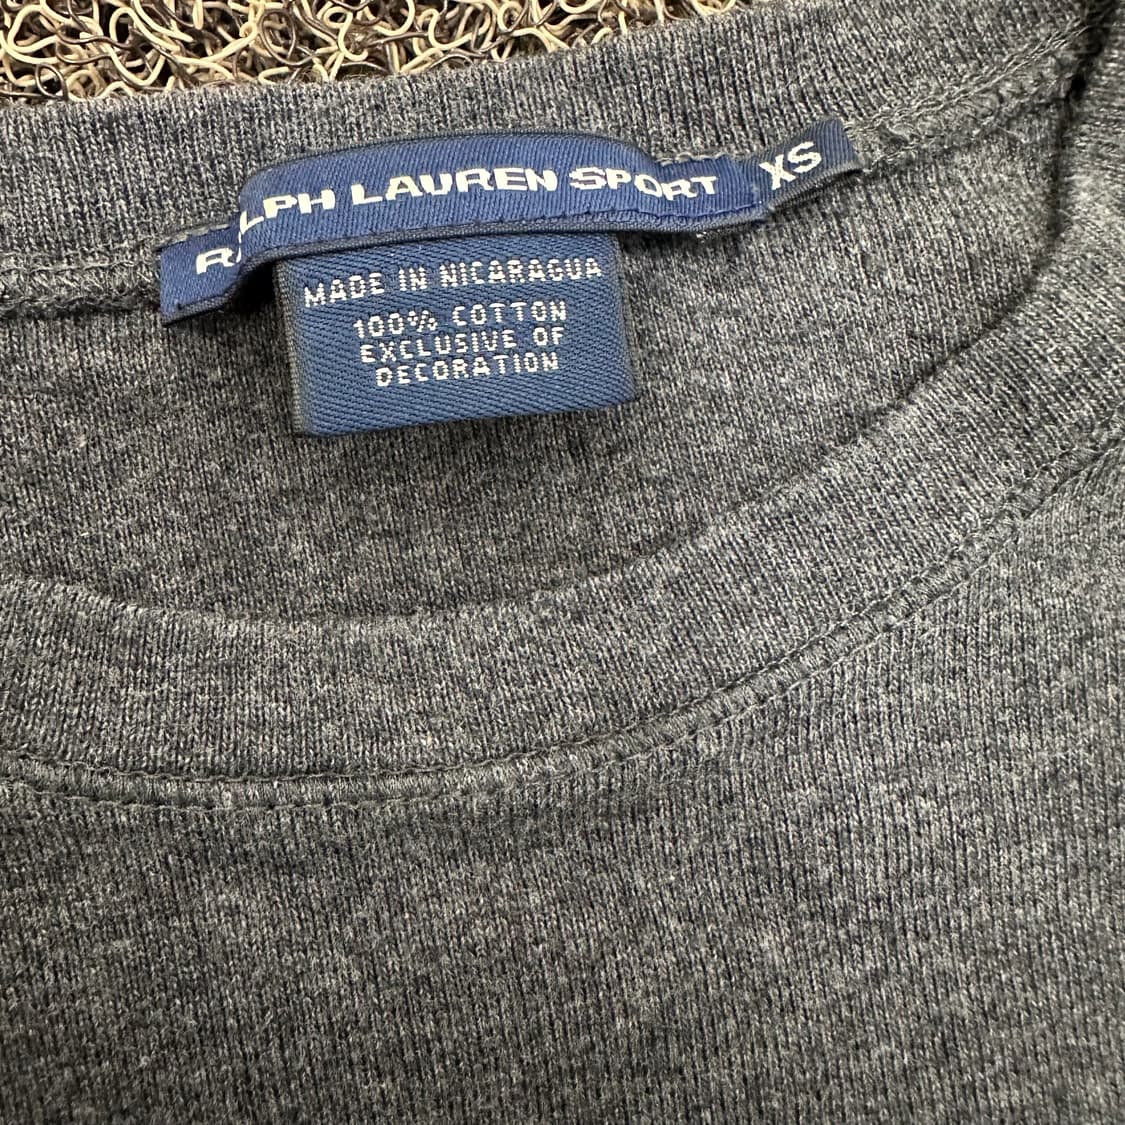 RALPH LAUREN SPORT
XS
MADE IN NICARAGUA
100% COTTON
EXCLUSIVE OF
DECORATION